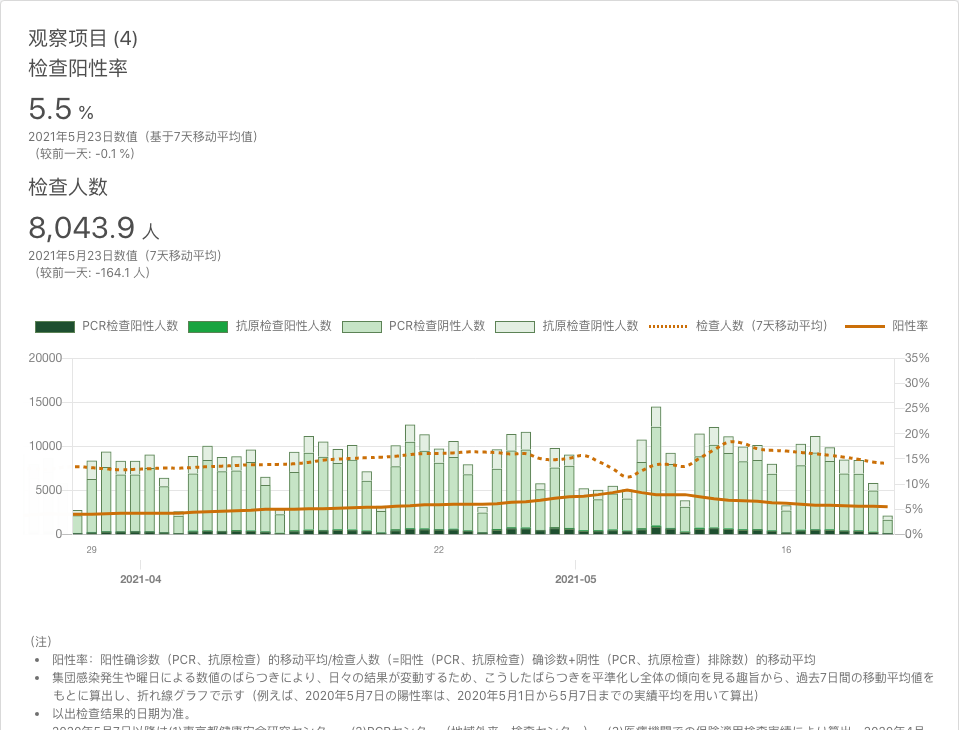 观察项目 (4)
检查阳性率
5.5 %
2021年5月23日数值（基于7天移动平均值）
（较前一天: -0.1 %）
检查人数
8,043.9 人
2021年5月23日数值（7天移动平均）
（较前一天: -164.1 人）
PCR检查阳性人数 抗原检查阳性人数 PCR检查阴性人数 抗原检查阴性人数 检查人数（7天移动平均） 阳性率
20000 35%
30%
15000 25%
10000 20%
15%
5000 10%
5%
0 0%
29 22 16
2021-04 2021-05
（注）
• 阳性率：阳性确诊数（PCR、抗原检查）的移动平均/检查人数（=阳性（PCR、抗原检查）确诊数+阴性（PCR、抗原检查）排除数）的移动平均
• 集団感染発生や曜日による数値のばらつきにより、日々の結果が変動するため、こうしたばらつきを平準化し全体の傾向を見る趣旨から、過去7日間の移動平均値を
もとに算出し、折れ線グラフで示す（例えば、2020年5月7日の陽性率は、2020年5月1日から5月7日までの実績平均を用いて算出）
• 以出检查结果的日期为准。